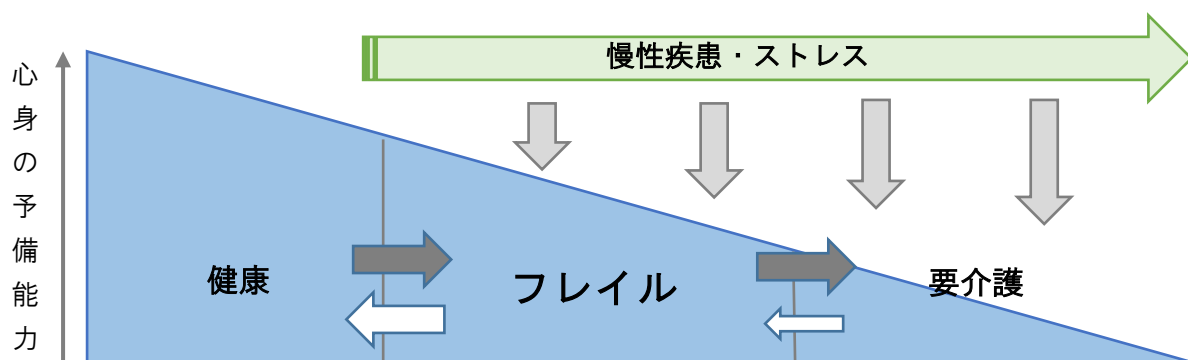 慢性疾患・ストレス
心身の予備能力
健康
フレイル
要介護